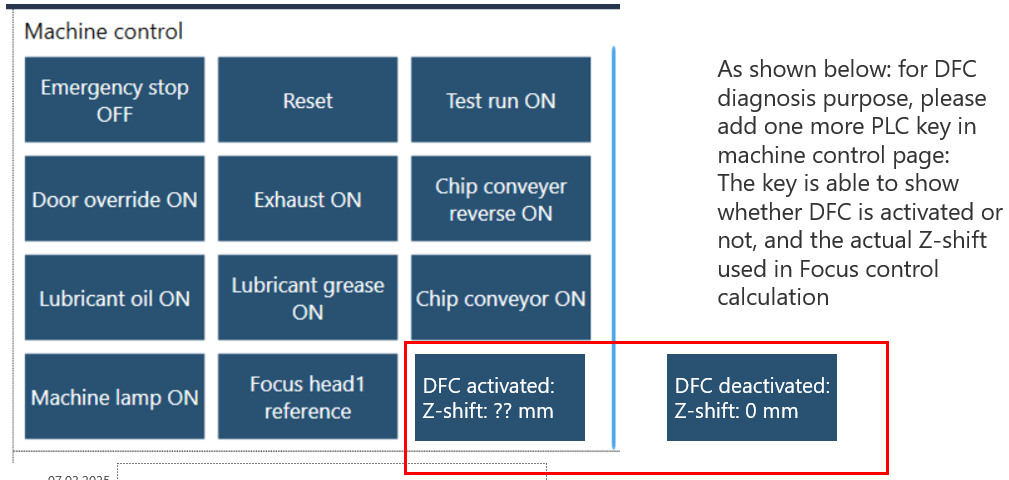 Machine control
Emergency stop
OFF
Reset
Test run ON
Door override ON
Exhaust ON
Chip conveyer
reverse ON
Lubricant oil ON
Lubricant grease
ON
Chip conveyor ON
Machine lamp ON
Focus head1
reference
DFC activated:
Z-shift: ?? mm
DFC deactivated:
Z-shift: 0 mm
As shown below: for DFC
diagnosis purpose, please
add one more PLC key in
machine control page:
The key is able to show
whether DFC is activated or
not, and the actual Z-shift
used in Focus control
calculation